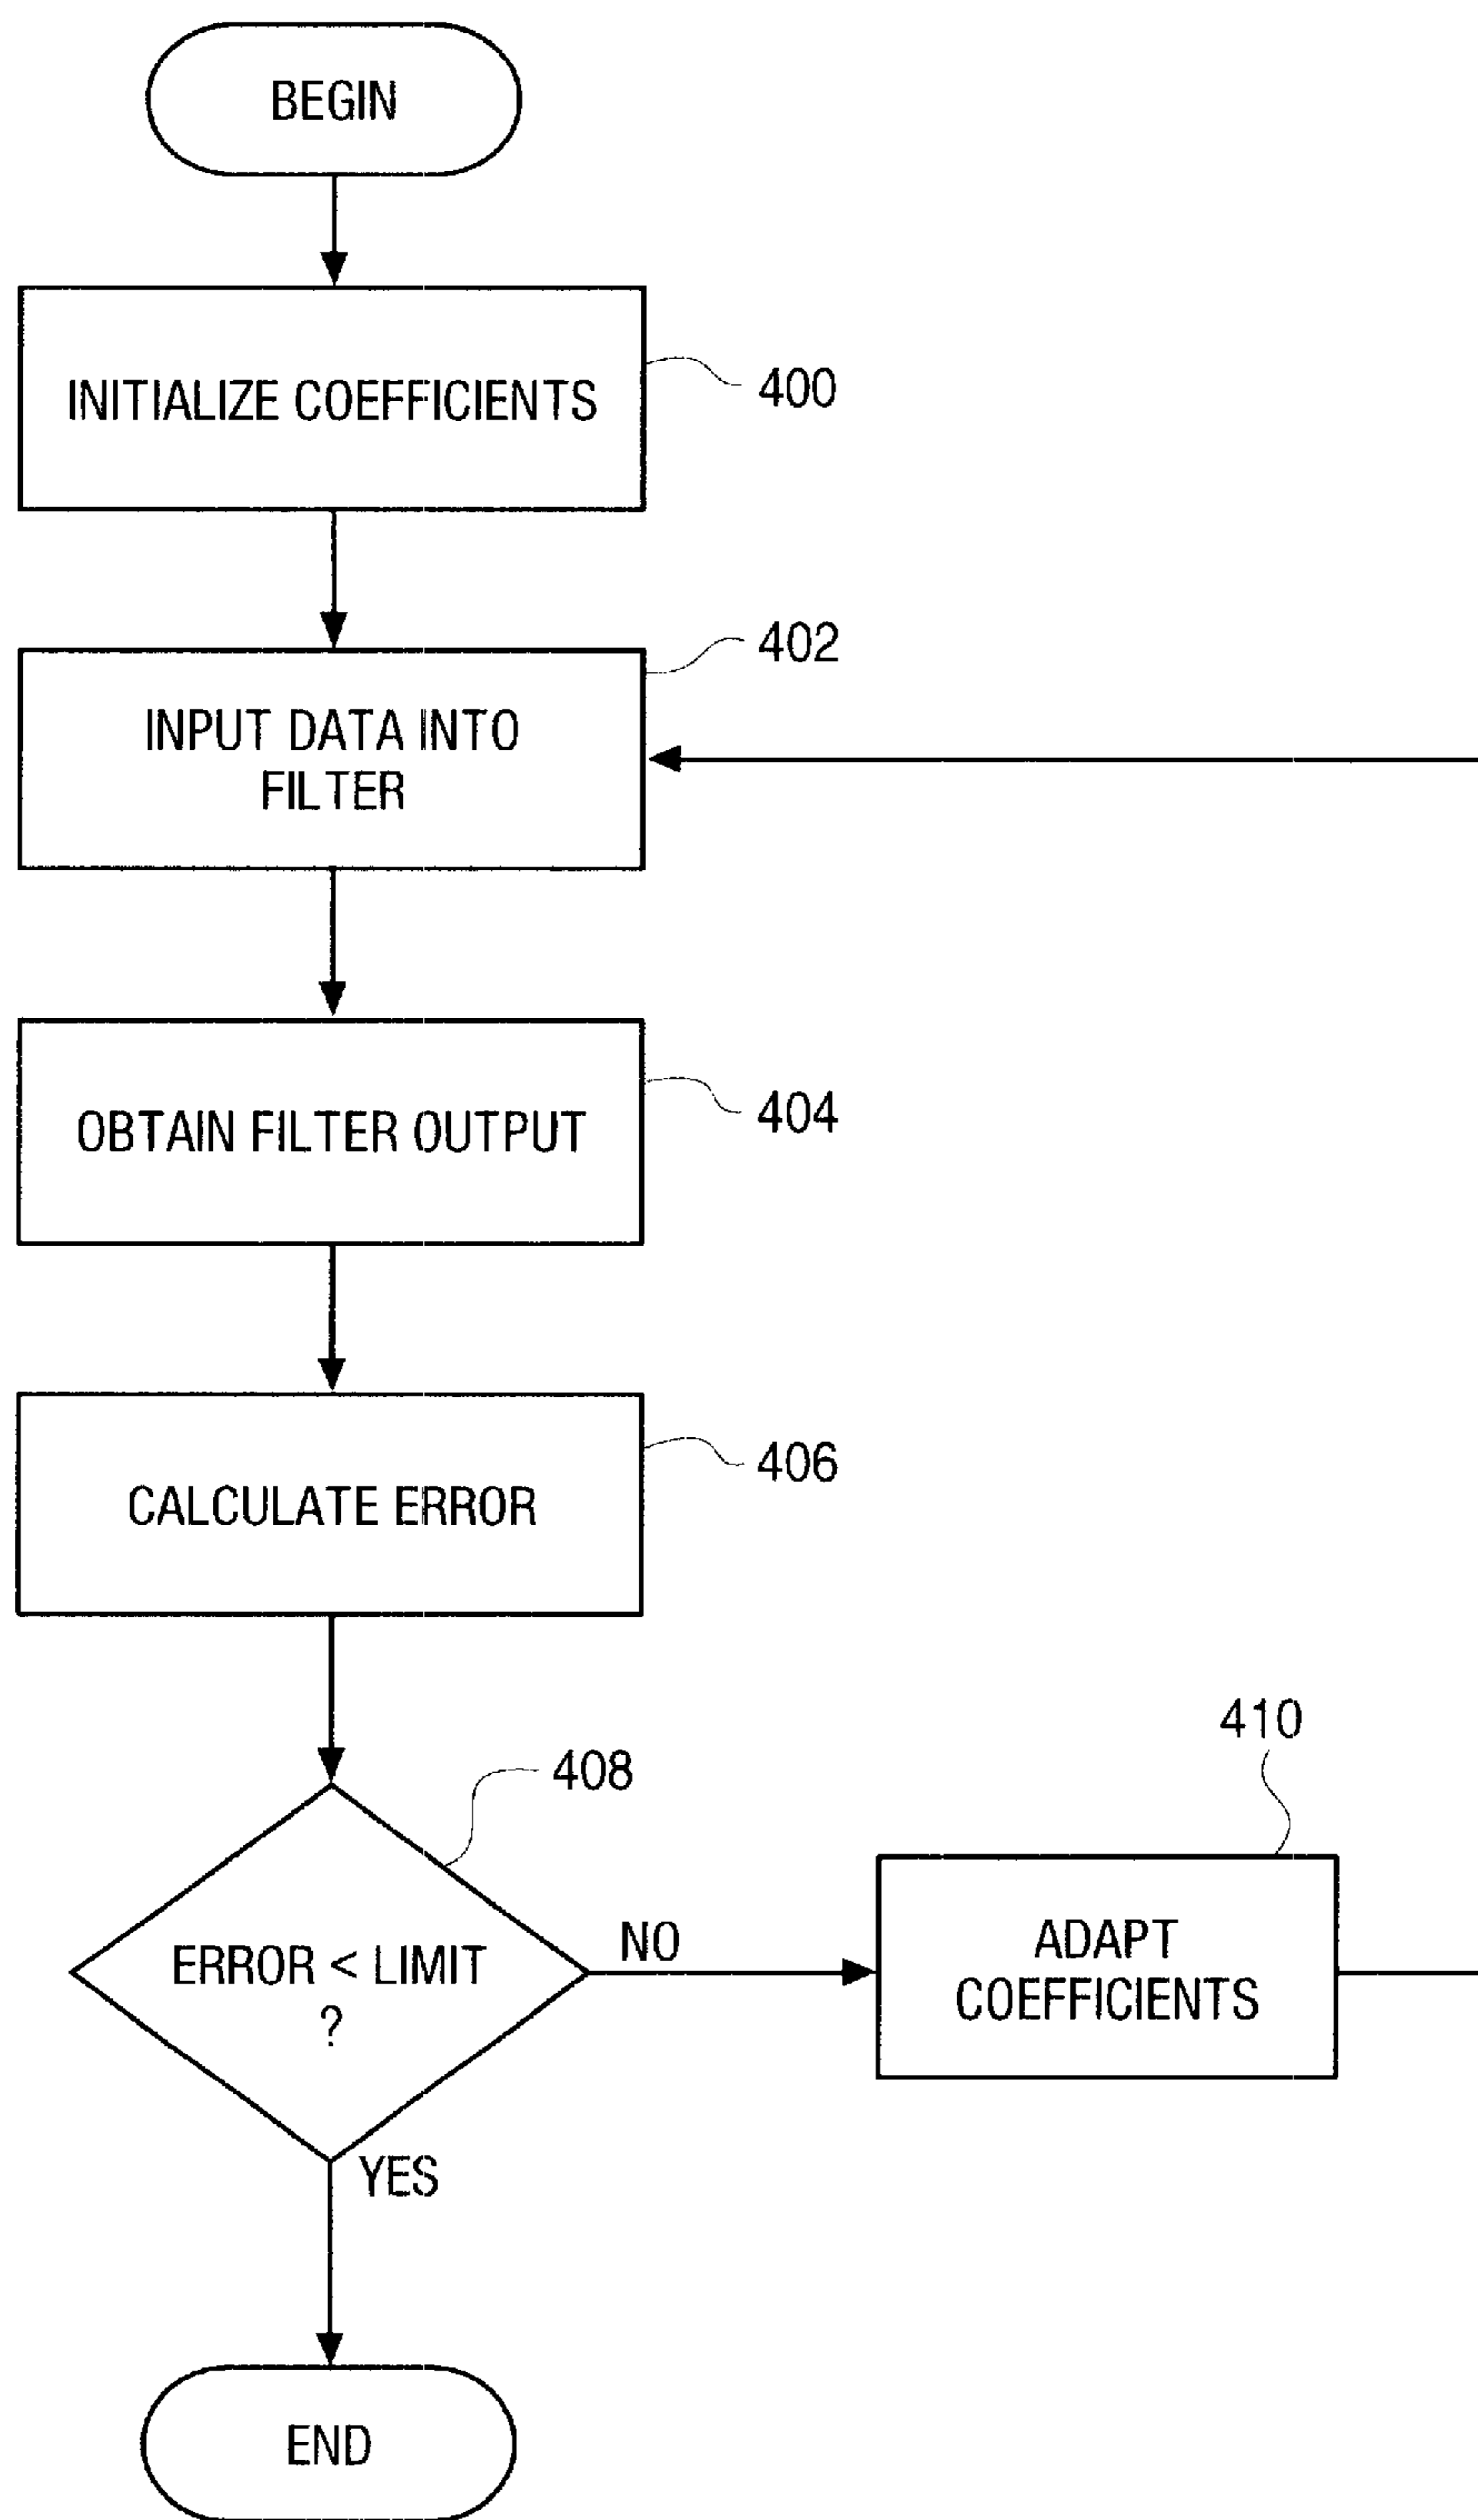 BEGIN
INITIALIZE COEFFICIENTS
400
402
INPUT DATA INTO
FILTER
OBTAIN FILTER OUTPUT
404
CALCULATE ERROR
406
408
ERROR < LIMIT
?
NO
410
ADAPT
COEFFICIENTS
YES
END